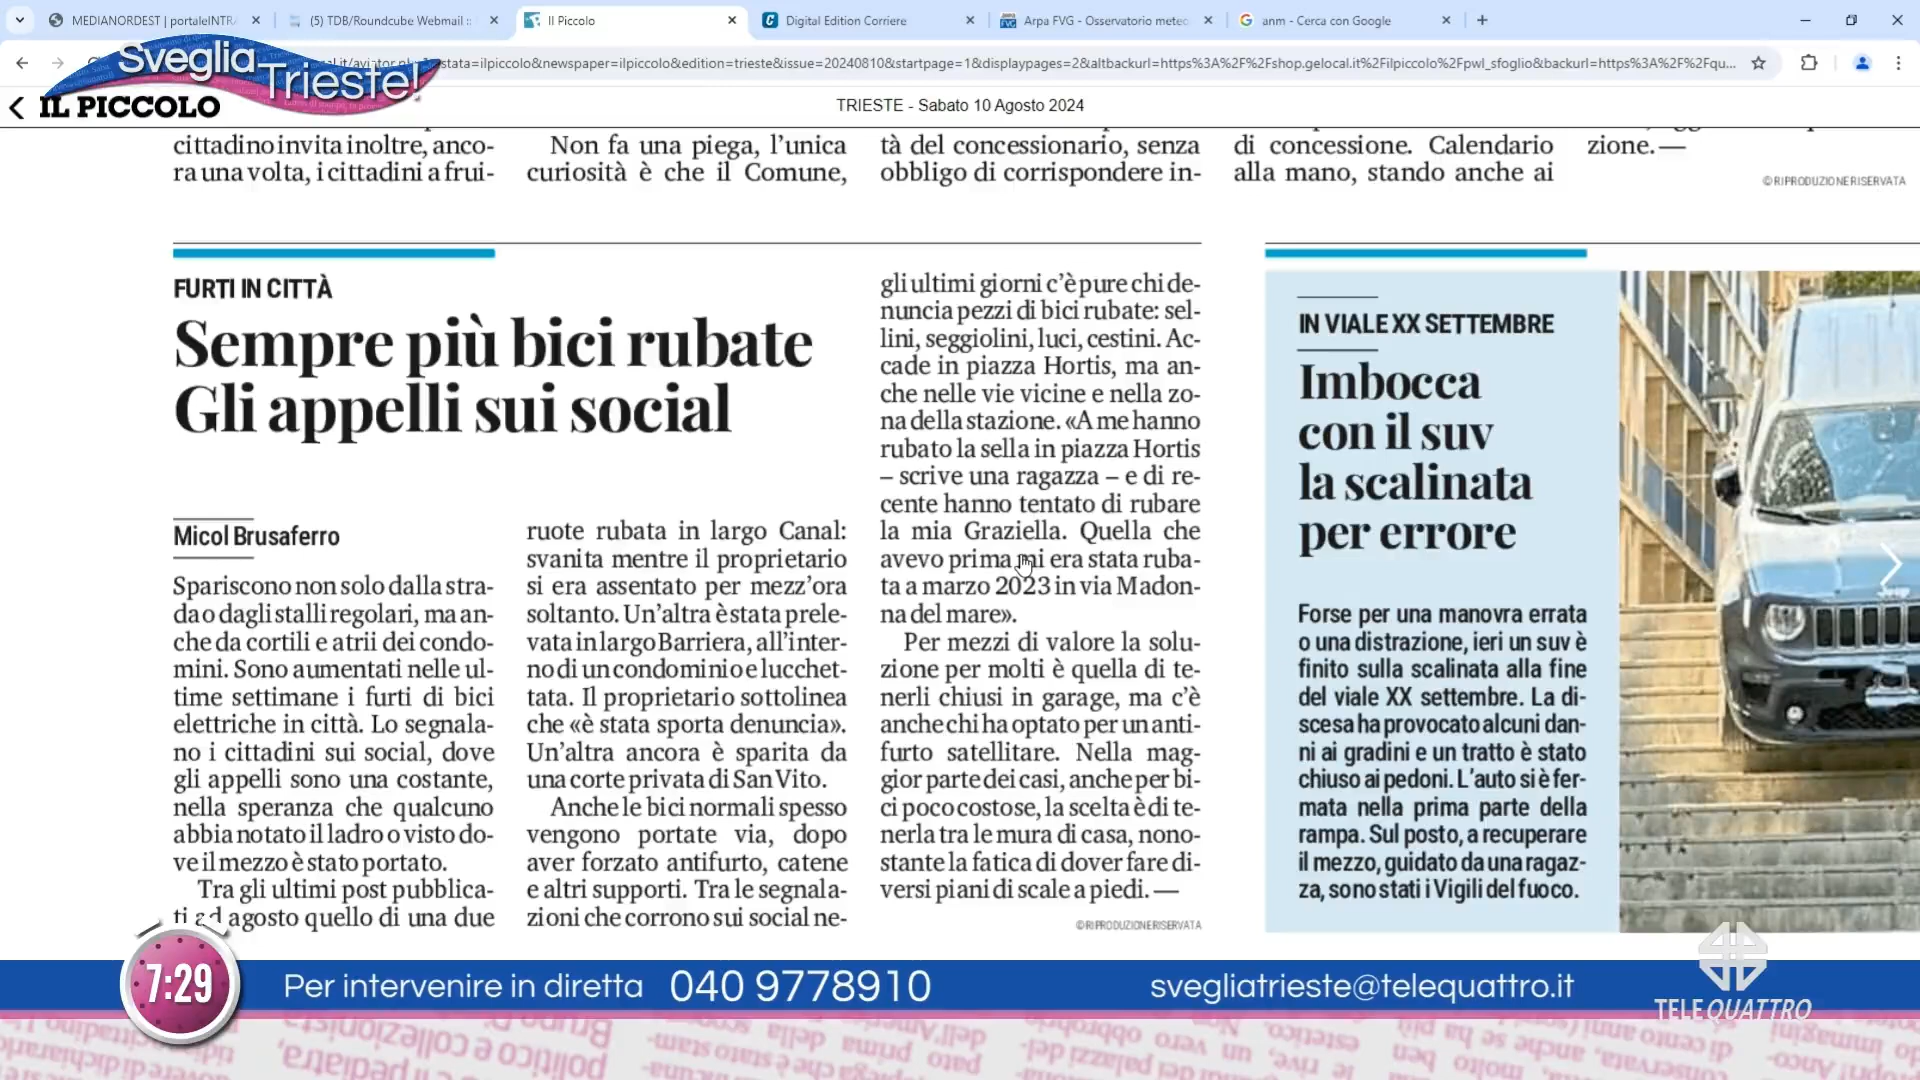 MEDIANORDEST | portaleINTRA
(5) TDB/Roundcube Webmail ::
Il Piccolo
Digital Edition Corriere
Arpa FVG - Osservatorio meteo
anm - Cerca con Google
stata=ilpiccolo&newspaper=ilpiccolo&edition=trieste&issue=20240810&startpage=1&displaypages=2&altbackurl=https%3A%2F%2Fshop.gelocal.it%2Filpiccolo%2Fpwl_sfoglio&backurl=https%3A%2F%2Fqu...
Sveglia
Trieste!
IL PICCOLO
TRIESTE - Sabato 10 Agosto 2024
cittadino invita inoltre, anco-
ra una volta, i cittadini a frui-
Non fa una piega, l'unica
curiosità è che il Comune,
tà del concessionario, senza
obbligo di corrispondere in-
di concessione. Calendario
alla mano, stando anche ai
zione. —
©RIPRODUZIONE RISERVATA
FURTI IN CITTÀ
Sempre più bici rubate
Gli appelli sui social
Micol Brusaferro
Spariscono non solo dalla stra-
da o dagli stalli regolari, ma an-
che da cortili e atrii dei condo-
mini. Sono aumentati nelle ul-
time settimane i furti di bici
elettriche in città. Lo segnala-
no i cittadini sui social, dove
gli appelli sono una costante,
nella speranza che qualcuno
abbia notato il ladro o visto do-
ve il mezzo è stato portato.
Tra gli ultimi post pubblica-
ti ad agosto quello di una due
ruote rubata in largo Canal:
svanita mentre il proprietario
si era assentato per mezz'ora
soltanto. Un'altra è stata prele-
vata in largo Barriera, all'inter-
no di un condominio e lucchet-
tata. Il proprietario sottolinea
che «è stata sporta denuncia».
Un'altra ancora è sparita da
una corte privata di San Vito.
Anche le bici normali spesso
vengono portate via, dopo
aver forzato antifurto, catene
e altri supporti. Tra le segnala-
zioni che corrono sui social ne-
gli ultimi giorni c'è pure chi de-
nuncia pezzi di bici rubate: sel-
lini, seggiolini, luci, cestini. Ac-
cade in piazza Hortis, ma an-
che nelle vie vicine e nella zo-
na della stazione. «A me hanno
rubato la sella in piazza Hortis
– scrive una ragazza – e di re-
cente hanno tentato di rubare
la mia Graziella. Quella che
avevo prima mi era stata ruba-
ta a marzo 2023 in via Madon-
na del mare».
Per mezzi di valore la solu-
zione per molti è quella di te-
nerli chiusi in garage, ma c'è
anche chi ha optato per un anti-
furto satellitare. Nella mag-
gior parte dei casi, anche per bi-
ci poco costose, la scelta è di te-
nerla tra le mura di casa, nono-
stante la fatica di dover fare di-
versi piani di scale a piedi. —
©RIPRODUZIONE RISERVATA
IN VIALE XX SETTEMBRE
Imbocca
con il suv
la scalinata
per errore
Forse per una manovra errata
o una distrazione, ieri un suv è
finito sulla scalinata alla fine
del viale XX settembre. La di-
scesa ha provocato alcuni dan-
ni ai gradini e un tratto è stato
chiuso ai pedoni. L'auto si è fer-
mata nella prima parte della
rampa. Sul posto, a recuperare
il mezzo, guidato da una ragaz-
za, sono stati i Vigili del fuoco.
Jeep
7:29
Per intervenire in diretta 040 9778910
svegliatrieste@telequattro.it
TELEQUATTRO